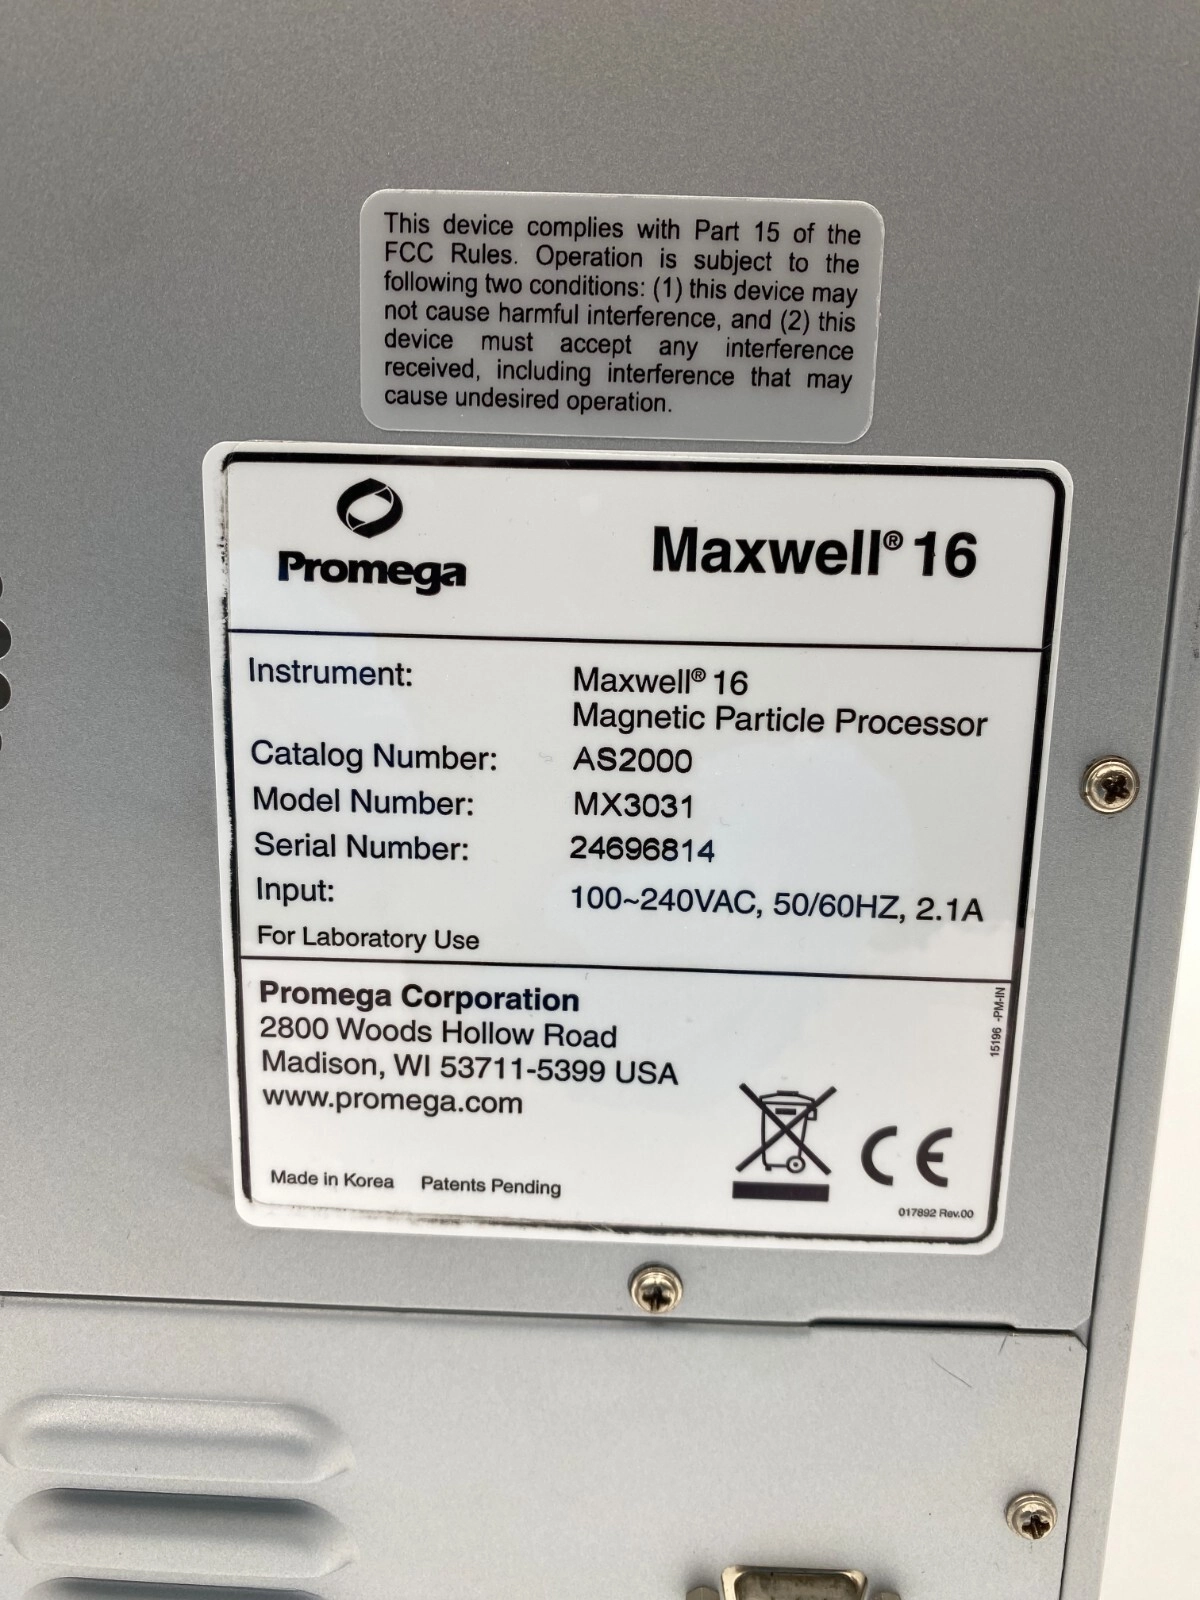 This device complies with Part 15 of the
FCC Rules. Operation is subject to the
following two conditions: (1) this device may
not cause harmful interference, and (2) this
device must accept any interference
received, including interference that may
cause undesired operation.
Promega
Maxwell® 16
Instrument: Maxwell® 16
Magnetic Particle Processor
Catalog Number: AS2000
Model Number: MX3031
Serial Number: 24696814
Input: 100~240VAC, 50/60HZ, 2.1A
For Laboratory Use
Promega Corporation
2800 Woods Hollow Road
Madison, WI 53711-5399 USA
www.promega.com
15196 -PM-IN
CE
Made in Korea Patents Pending
017892 Rev.00